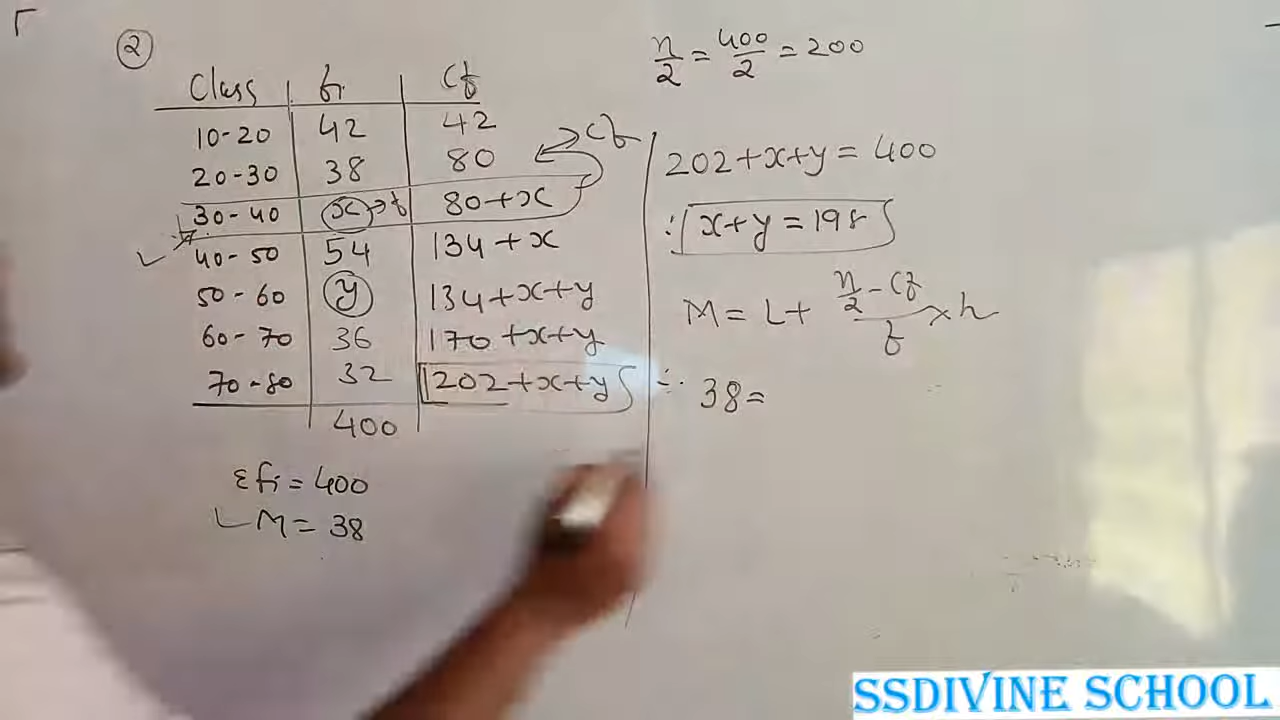 ②
Class | fi | Cf
10-20 | 42 | 42
20-30 | 38 | 80 → Cf
30-40 | x → f | 80+x
40-50 | 54 | 134+x
50-60 | y | 134+x+y
60-70 | 36 | 170+x+y
70-80 | 32 | 202+x+y
400
Σfi = 400
M = 38
n/2 = 400/2 = 200
202+x+y = 400
∴ x+y = 198
M = L + (n/2 - Cf)/f × h
∴ 38 =
SSDIVINE SCHOOL